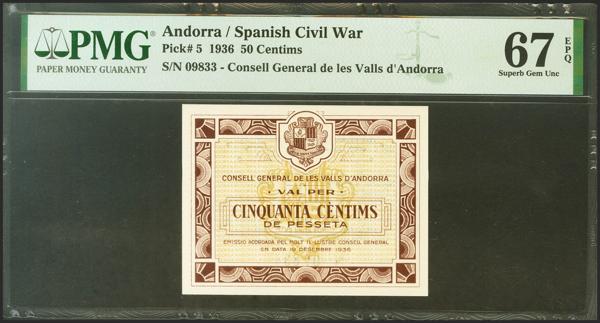 PMG
PAPER MONEY GUARANTY
Andorra / Spanish Civil War
Pick# 5 1936 50 Centims
S/N 09833 - Consell General de les Valls d'Andorra
67 EPQ
Superb Gem Unc
CONSELL GENERAL DE LES VALLS D'ANDORRA
· VAL PER ·
CINQUANTA CÈNTIMS
DE PESSETA
EMISSIO ACORDADA PEL MOLT IL·LUSTRE CONSELL GENERAL
EN DATA 19 DESEMBRE 1936